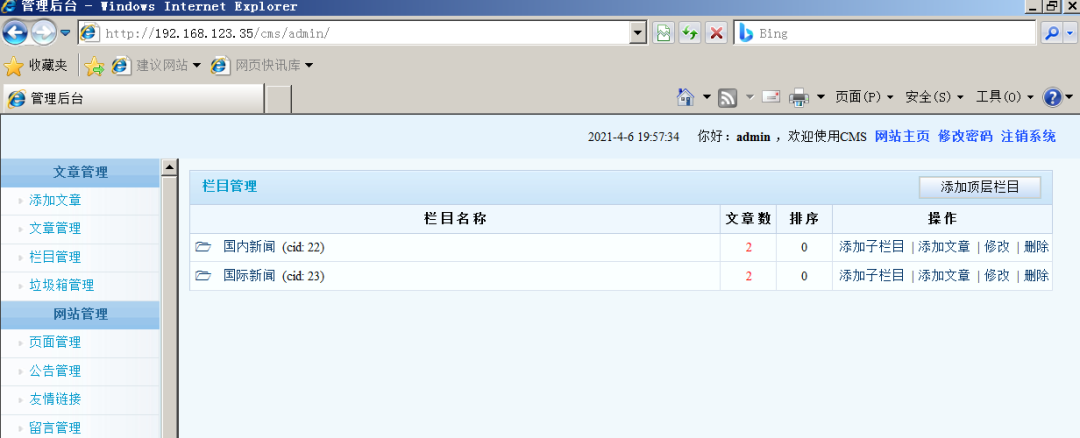 管理后台 - Windows Internet Explorer
http://192.168.123.35/cms/admin/
Bing
收藏夹 建议网站 网页快讯库
管理后台
页面(P) 安全(S) 工具(O)
2021-4-6 19:57:34 你好：admin ，欢迎使用CMS 网站主页 修改密码 注销系统
文章管理
添加文章
文章管理
栏目管理
垃圾箱管理
网站管理
页面管理
公告管理
友情链接
留言管理
栏目管理 添加顶层栏目
栏目名称 文章数 排序 操作
国内新闻 (cid: 22) 2 0 添加子栏目 | 添加文章 | 修改 | 删除
国际新闻 (cid: 23) 2 0 添加子栏目 | 添加文章 | 修改 | 删除